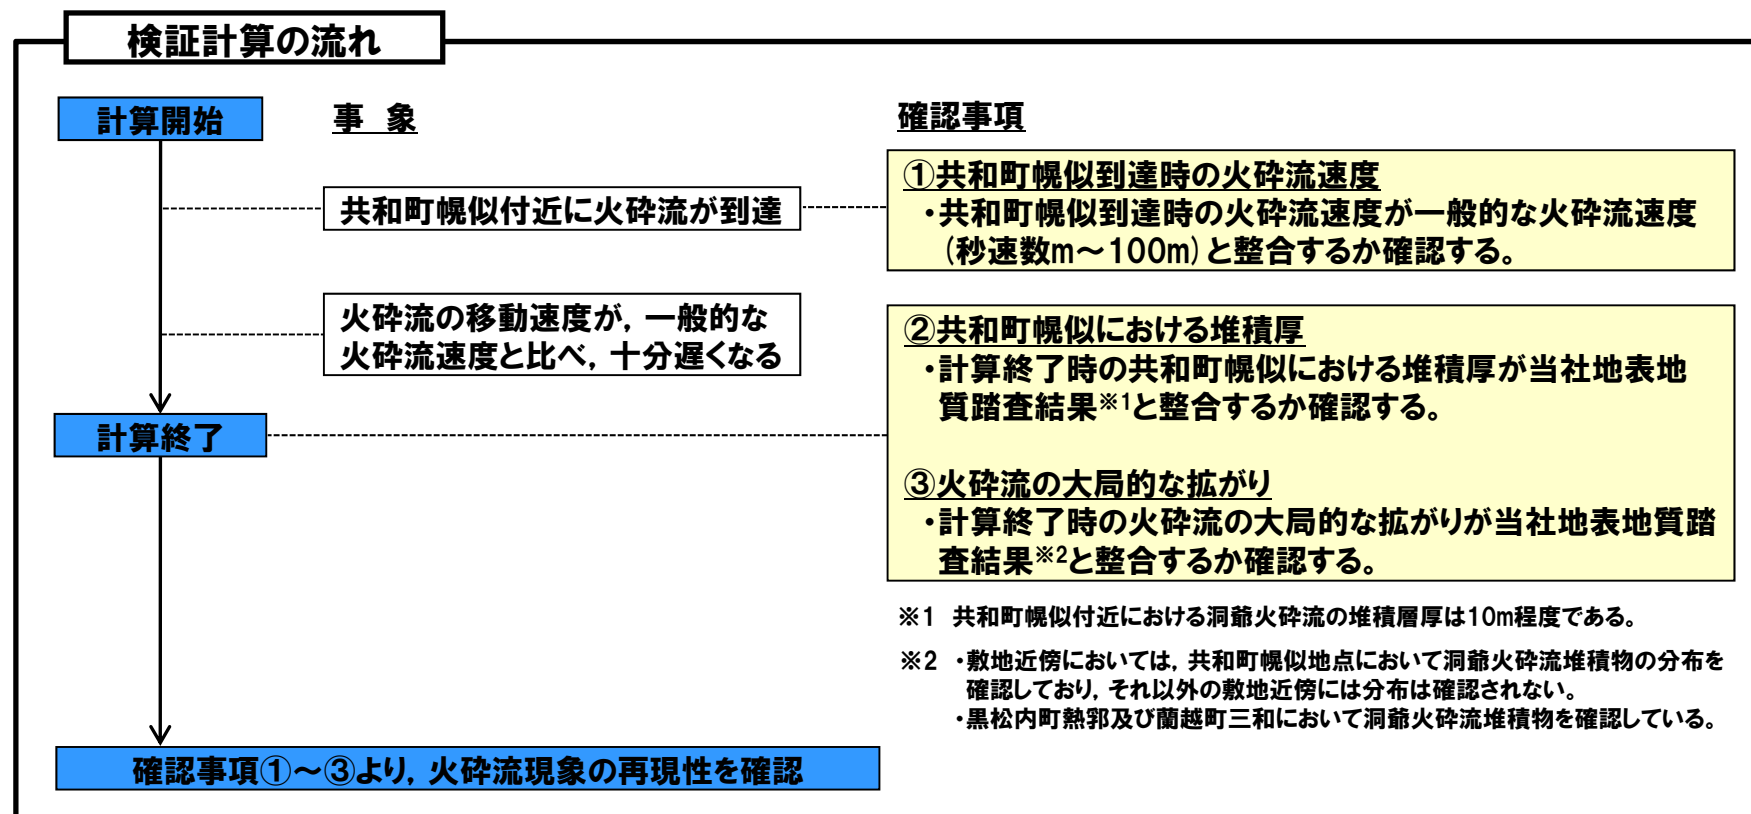 検証計算の流れ
計算開始
事 象
確認事項
共和町幌似付近に火砕流が到達
①共和町幌似到達時の火砕流速度
・共和町幌似到達時の火砕流速度が一般的な火砕流速度
(秒速数m～100m)と整合するか確認する。
火砕流の移動速度が，一般的な
火砕流速度と比べ，十分遅くなる
計算終了
②共和町幌似における堆積厚
・計算終了時の共和町幌似における堆積厚が当社地表地
質踏査結果※1と整合するか確認する。
③火砕流の大局的な拡がり
・計算終了時の火砕流の大局的な拡がりが当社地表地質踏
査結果※2と整合するか確認する。
※1 共和町幌似付近における洞爺火砕流の堆積層厚は10m程度である。
※2 ・敷地近傍においては，共和町幌似地点において洞爺火砕流堆積物の分布を
確認しており，それ以外の敷地近傍には分布は確認されない。
・黒松内町熱郛及び蘭越町三和において洞爺火砕流堆積物を確認している。
確認事項①～③より，火砕流現象の再現性を確認